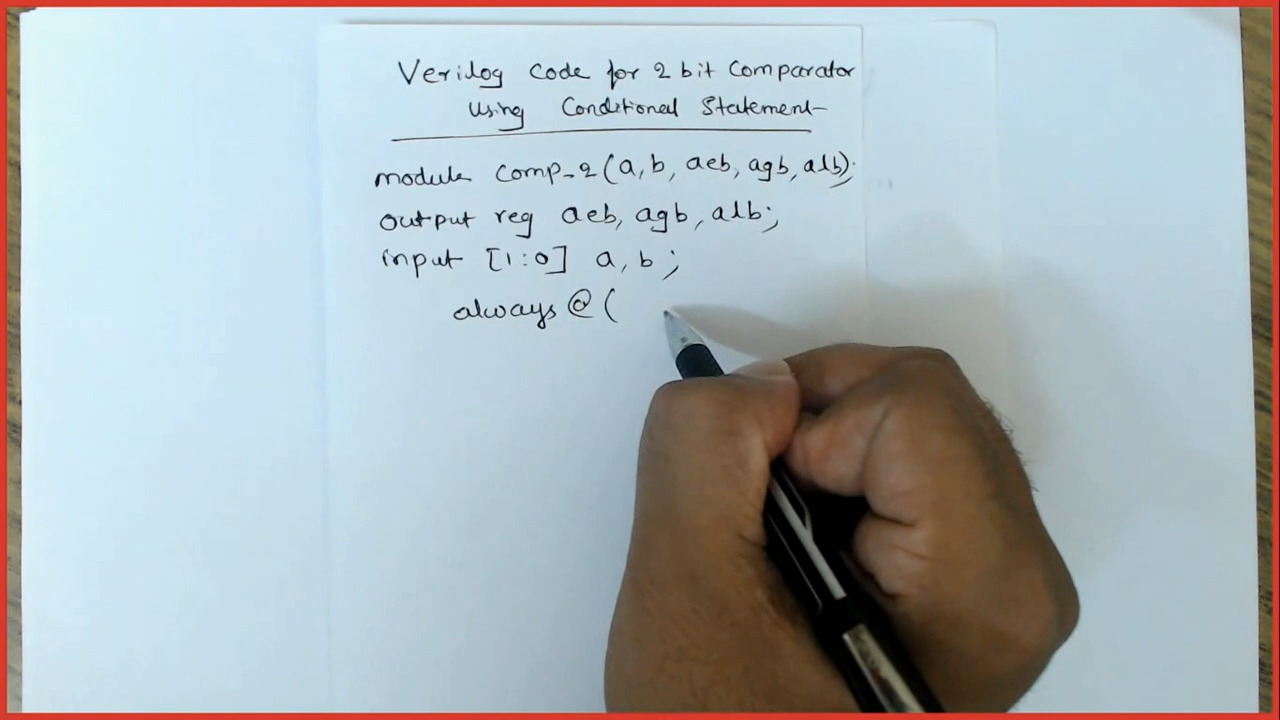 Verilog Code for 2 bit Comparator
Using Conditional Statement
module Comp_2(a, b, aeb, agb, alb);
output reg aeb, agb, alb;
input [1:0] a, b;
always @ (